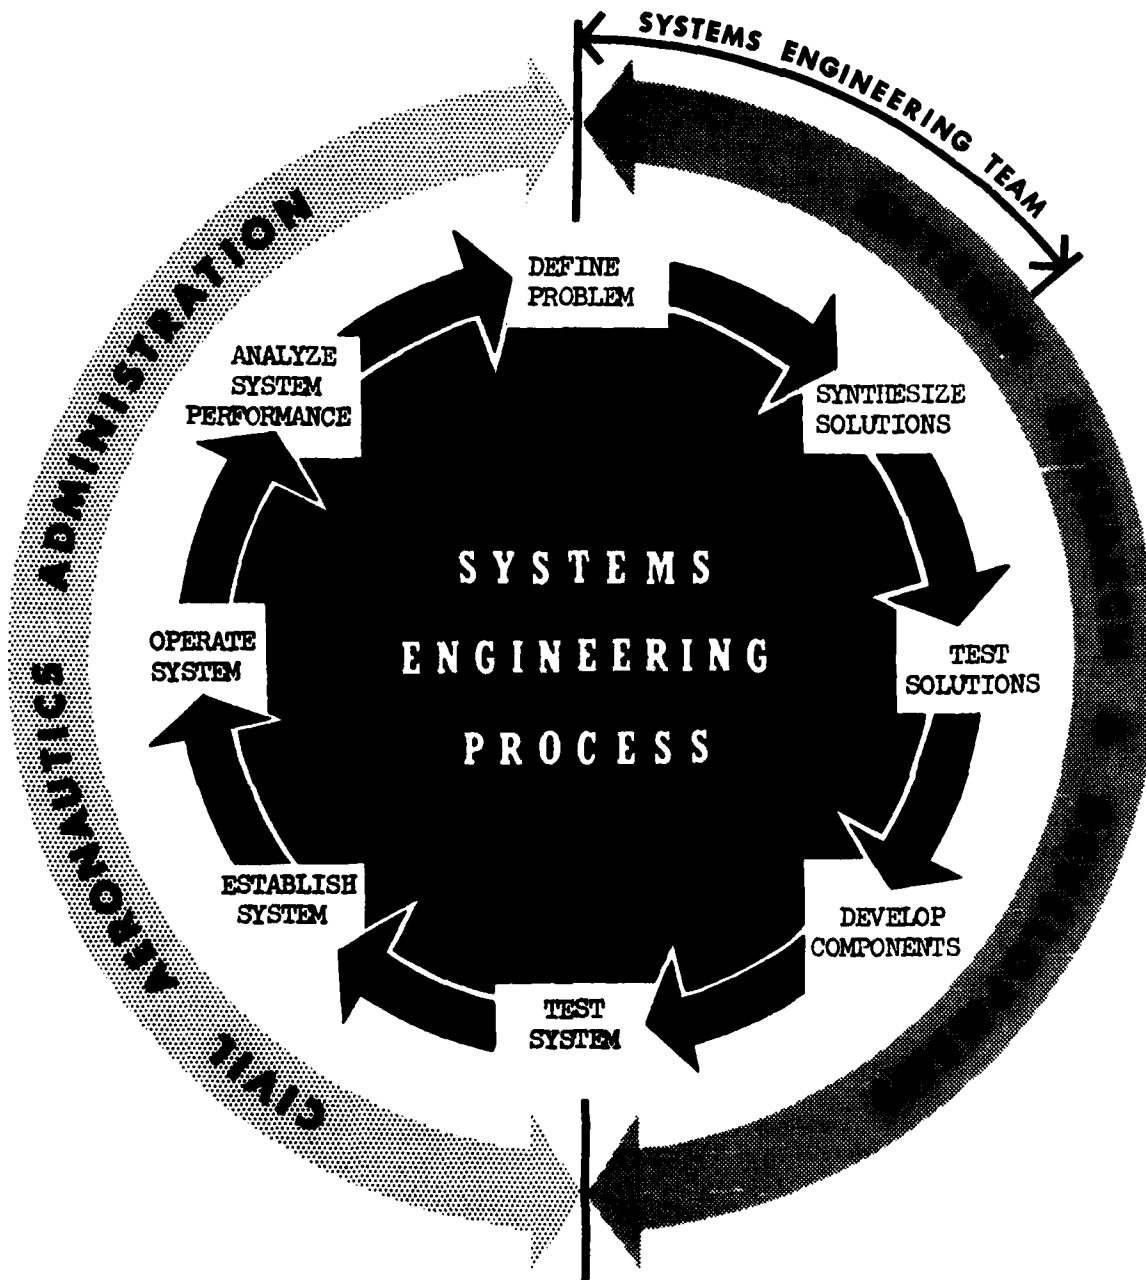 SYSTEMS ENGINEERING TEAM
CIVIL AERONAUTICS ADMINISTRATION
DEFINE
PROBLEM
SYNTHESIZE
SOLUTIONS
TEST
SOLUTIONS
DEVELOP
COMPONENTS
TEST
SYSTEM
ESTABLISH
SYSTEM
OPERATE
SYSTEM
ANALYZE
SYSTEM
PERFORMANCE
SYSTEMS
ENGINEERING
PROCESS